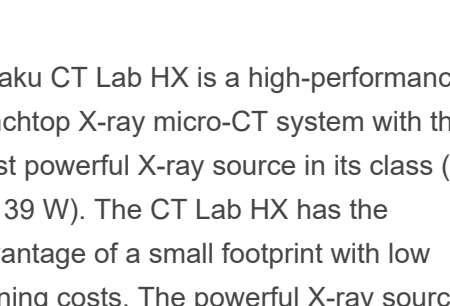 aku CT Lab HX is a high-performanc
chtop X-ray micro-CT system with th
st powerful X-ray source in its class (
39 W). The CT Lab HX has the
antage of a small footprint with low
ning costs. The powerful X-ray sourc